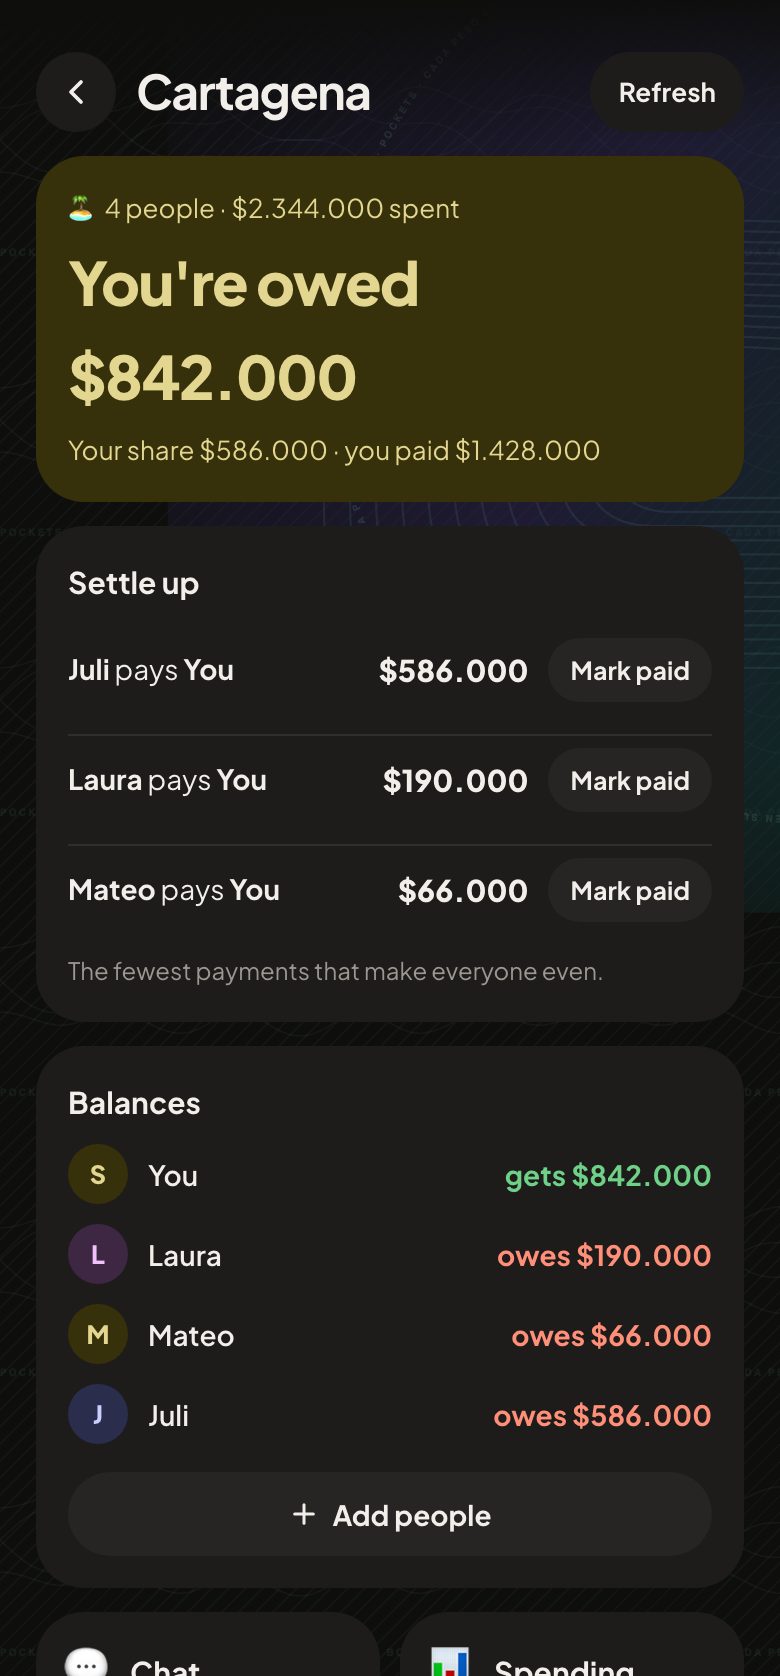 Cartagena
Refresh
4 people · $2.344.000 spent
You're owed
$842.000
Your share $586.000 · you paid $1.428.000
Settle up
Juli pays You $586.000 Mark paid
Laura pays You $190.000 Mark paid
Mateo pays You $66.000 Mark paid
The fewest payments that make everyone even.
Balances
S You gets $842.000
L Laura owes $190.000
M Mateo owes $66.000
J Juli owes $586.000
+ Add people
Chat
Spending